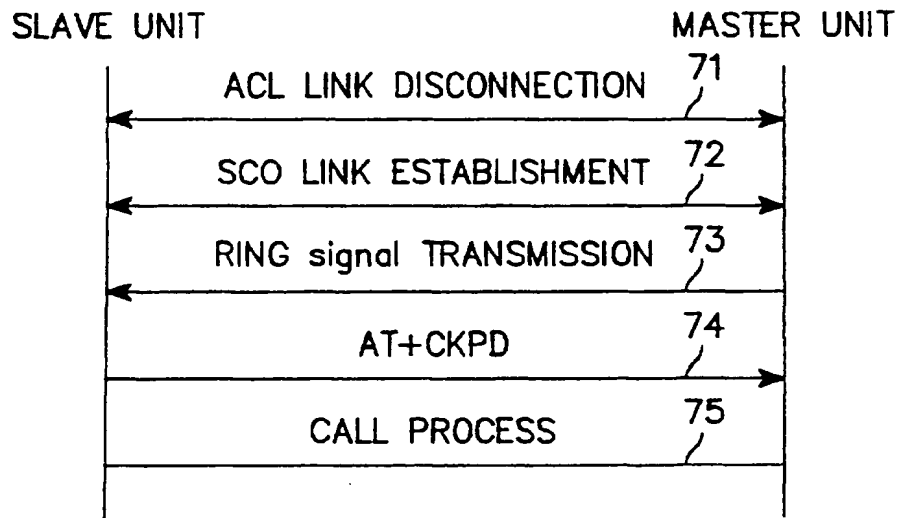 SLAVE UNIT
MASTER UNIT
ACL LINK DISCONNECTION
71
SCO LINK ESTABLISHMENT
72
RING signal TRANSMISSION
73
AT+CKPD
74
CALL PROCESS
75